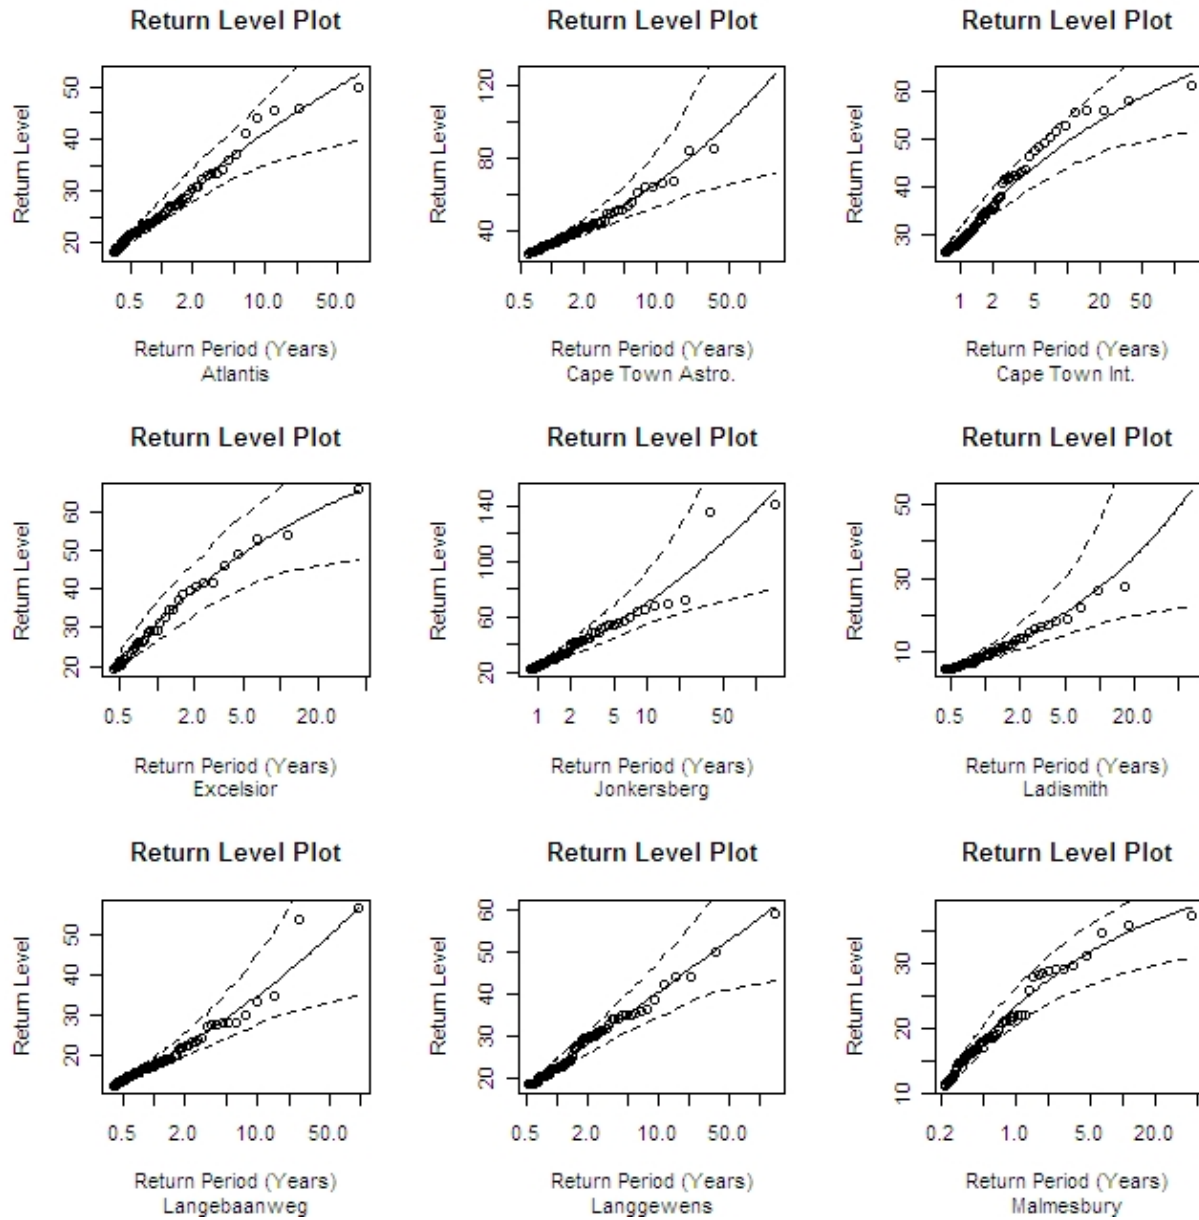 Return Level Plot
Return Level
20 30 40 50
0.5 2.0 10.0 50.0
Return Period (Years)
Atlantis
Return Level Plot
Return Level
40 80 120
0.5 2.0 10.0 50.0
Return Period (Years)
Cape Town Astro.
Return Level Plot
Return Level
30 40 50 60
1 2 5 20 50
Return Period (Years)
Cape Town Int.
Return Level Plot
Return Level
20 30 40 50 60
0.5 2.0 5.0 20.0
Return Period (Years)
Excelsior
Return Level Plot
Return Level
20 60 100 140
1 2 5 10 50
Return Period (Years)
Jonkersberg
Return Level Plot
Return Level
10 30 50
0.5 2.0 5.0 20.0
Return Period (Years)
Ladismith
Return Level Plot
Return Level
20 30 40 50
0.5 2.0 10.0 50.0
Return Period (Years)
Langebaanweg
Return Level Plot
Return Level
20 30 40 50 60
0.5 2.0 10.0 50.0
Return Period (Years)
Langgewens
Return Level Plot
Return Level
10 20 30
0.2 1.0 5.0 20.0
Return Period (Years)
Malmesbury